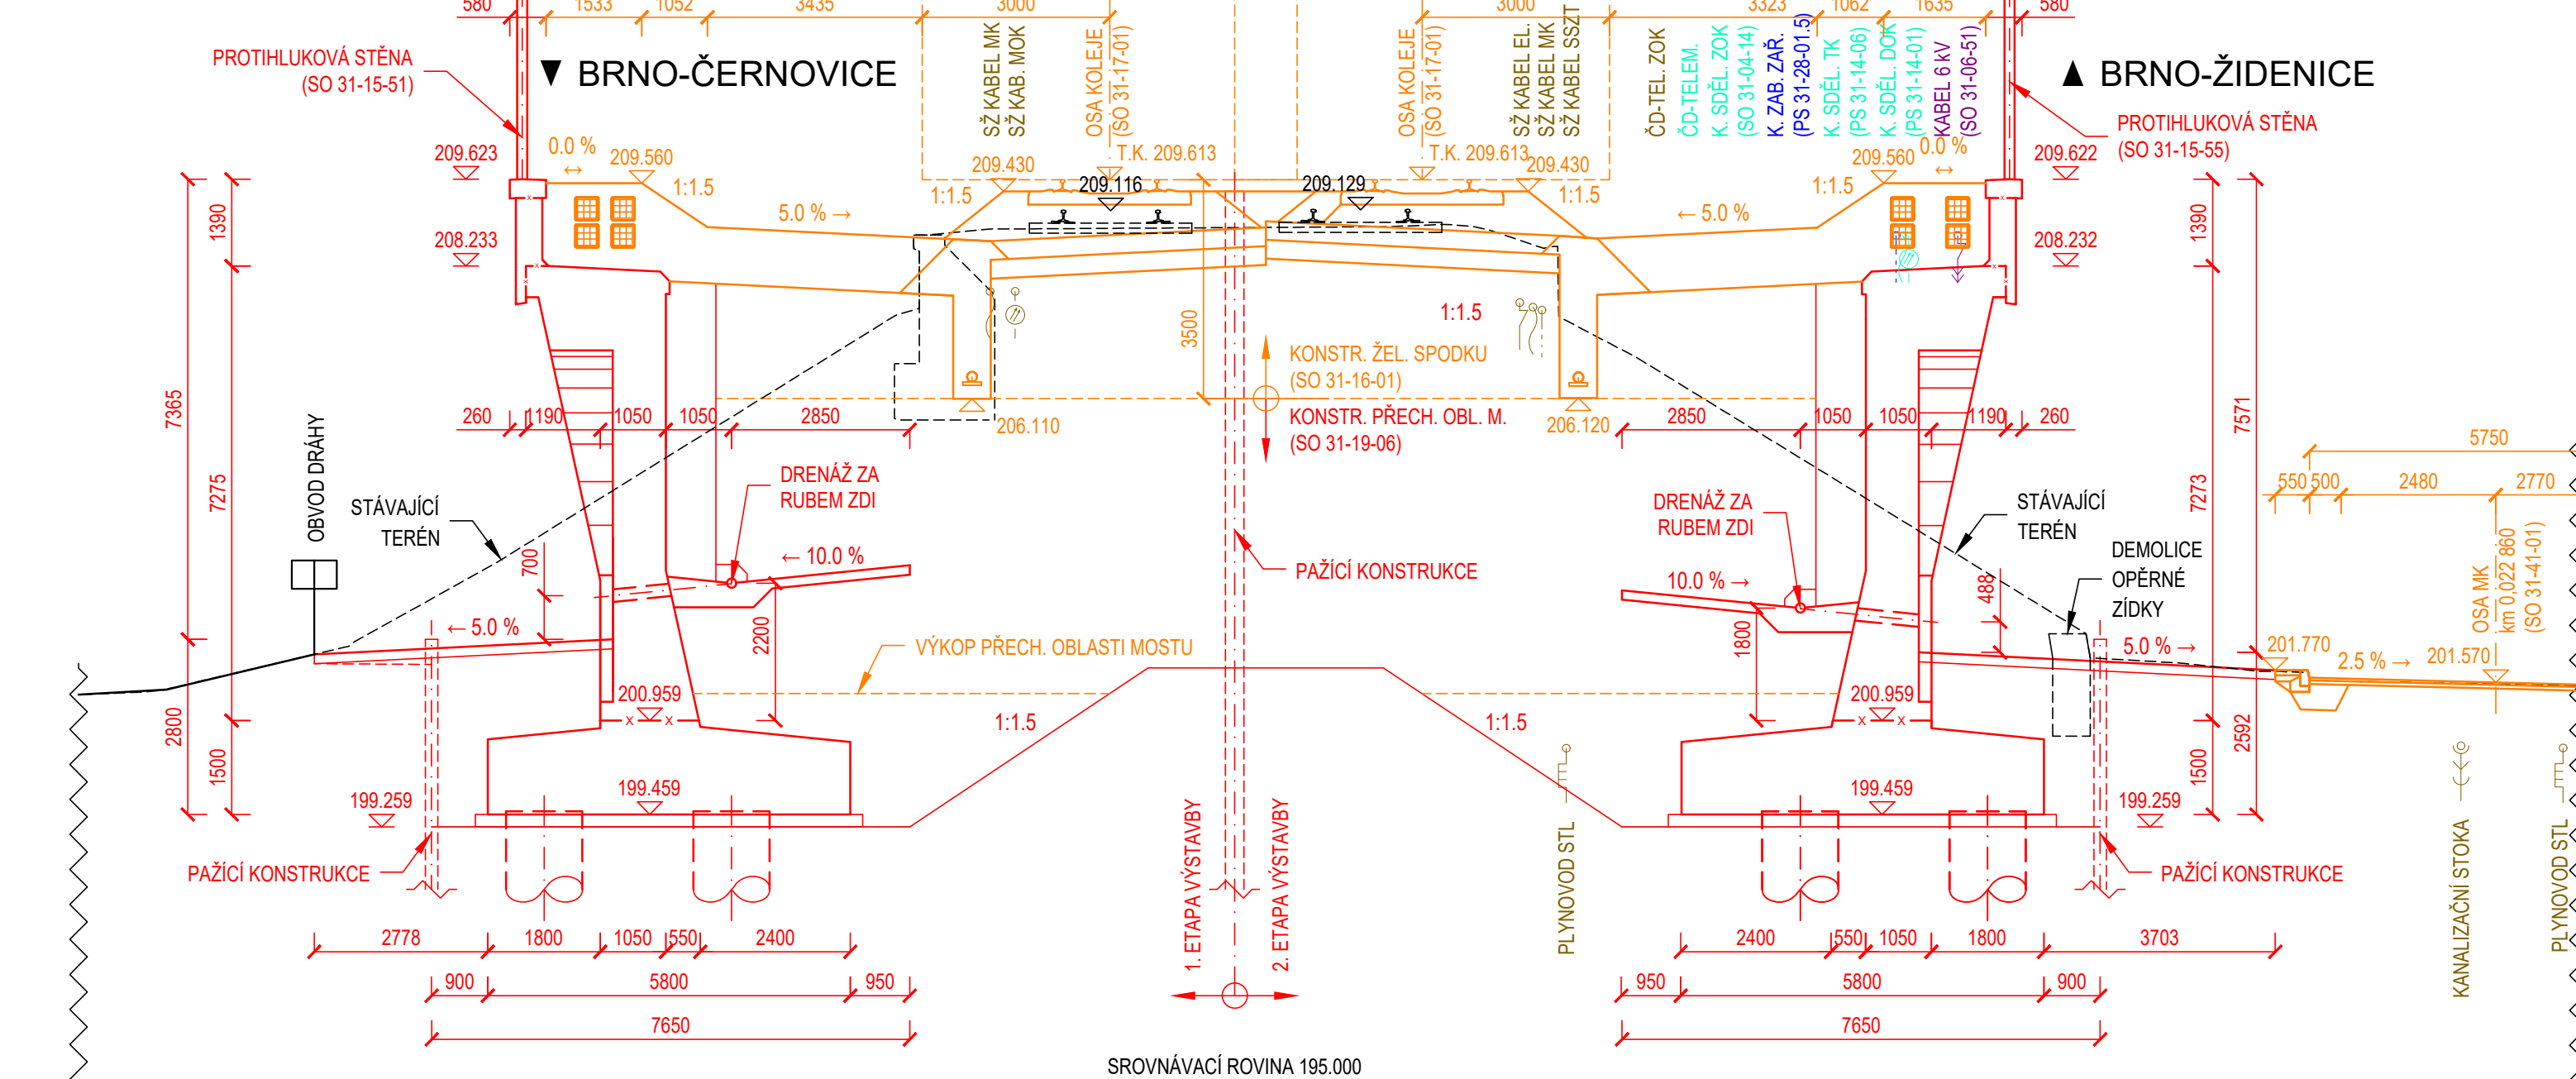 580
1533
1052
3435
3000
3000
3323
1062
1635
580
PROTIHLUKOVÁ STĚNA
(SO 31-15-51)
▼ BRNO-ČERNOVICE
SŽ KABEL MK
SŽ KAB. MOK
OSA KOLEJE
(SO 31-17-01)
OSA KOLEJE
(SO 31-17-01)
SŽ KABEL EL.
SŽ KABEL MK
SŽ KABEL SSZT
ČD-TEL. ZOK
ČD-TELEM.
K. SDĚL. ZOK
(SO 31-04-14)
K. ZAB. ZAŘ.
(PS 31-28-01.5)
K. SDĚL. TK
(PS 31-14-06)
K. SDĚL. DOK
(PS 31-14-01)
KABEL 6 kV
(SO 31-06-51)
▲ BRNO-ŽIDENICE
PROTIHLUKOVÁ STĚNA
(SO 31-15-55)
209.623
0.0 %
↔
209.560
1:1.5
5.0 % →
209.430
1:1.5
T.K. 209.613
209.116
209.129
T.K. 209.613
209.430
1:1.5
← 5.0 %
1:1.5
209.560
0.0 %
↔
209.622
1390
208.233
208.232
1390
3500
1:1.5
KONSTR. ŽEL. SPODKU
(SO 31-16-01)
KONSTR. PŘECH. OBL. M.
(SO 31-19-06)
206.110
206.120
7365
7275
260
1190
1050
1050
2850
2850
1050
1050
1190
260
7571
7273
5750
550
500
2480
2770
OBVOD DRÁHY
STÁVAJÍCÍ
TERÉN
DRENÁŽ ZA
RUBEM ZDI
← 10.0 %
700
← 5.0 %
2200
PAŽÍCÍ KONSTRUKCE
DRENÁŽ ZA
RUBEM ZDI
10.0 % →
1800
488
STÁVAJÍCÍ
TERÉN
DEMOLICE
OPĚRNÉ
ZÍDKY
5.0 % →
201.770
2.5 % →
201.570
OSA MK
km 0,022 860
(SO 31-41-01)
VÝKOP PŘECH. OBLASTI MOSTU
200.959
x x
1:1.5
1:1.5
200.959
x x
2800
1500
199.259
199.459
199.459
199.259
1500
2592
PAŽÍCÍ KONSTRUKCE
1. ETAPA VÝSTAVBY
2. ETAPA VÝSTAVBY
PLYNOVOD STL
PAŽÍCÍ KONSTRUKCE
KANALIZAČNÍ STOKA
PLYNOVOD STL
2778
1800
1050
550
2400
2400
550
1050
1800
3703
900
5800
950
950
5800
900
7650
7650
SROVNÁVACÍ ROVINA 195.000